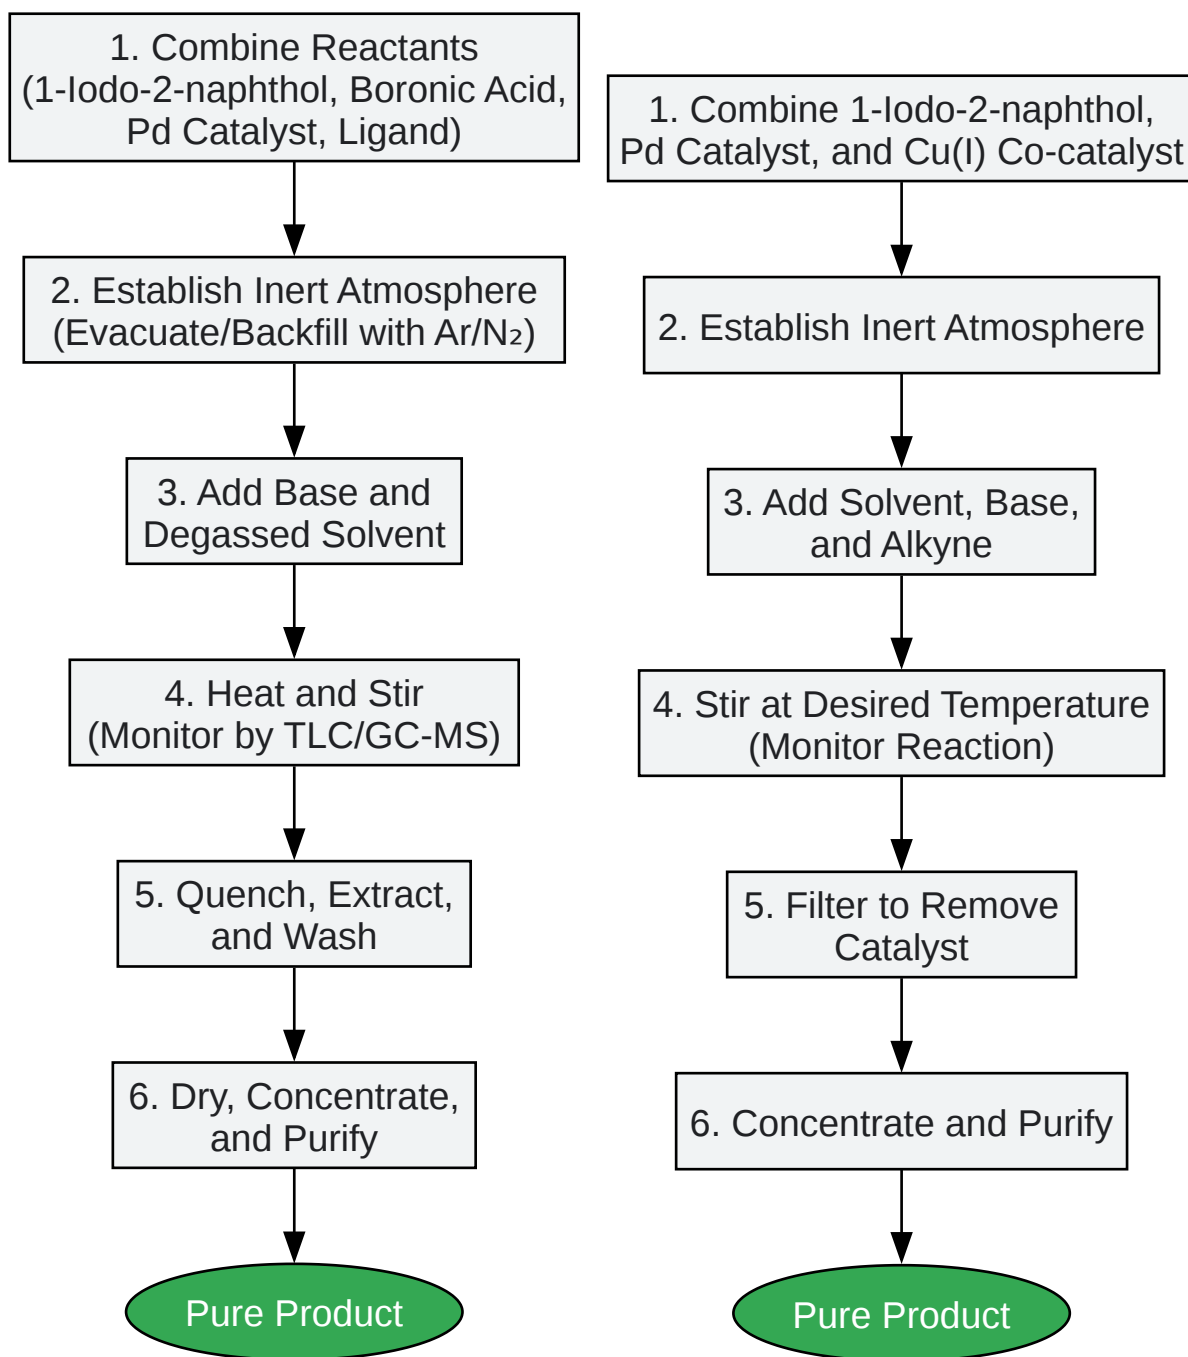 1. Combine Reactants
(1-Iodo-2-naphthol, Boronic Acid,
Pd Catalyst, Ligand)
2. Establish Inert Atmosphere
(Evacuate/Backfill with Ar/N₂)
3. Add Base and
Degassed Solvent
4. Heat and Stir
(Monitor by TLC/GC-MS)
5. Quench, Extract,
and Wash
6. Dry, Concentrate,
and Purify
Pure Product
1. Combine 1-Iodo-2-naphthol,
Pd Catalyst, and Cu(I) Co-catalyst
2. Establish Inert Atmosphere
3. Add Solvent, Base,
and Alkyne
4. Stir at Desired Temperature
(Monitor Reaction)
5. Filter to Remove
Catalyst
6. Concentrate and Purify
Pure Product